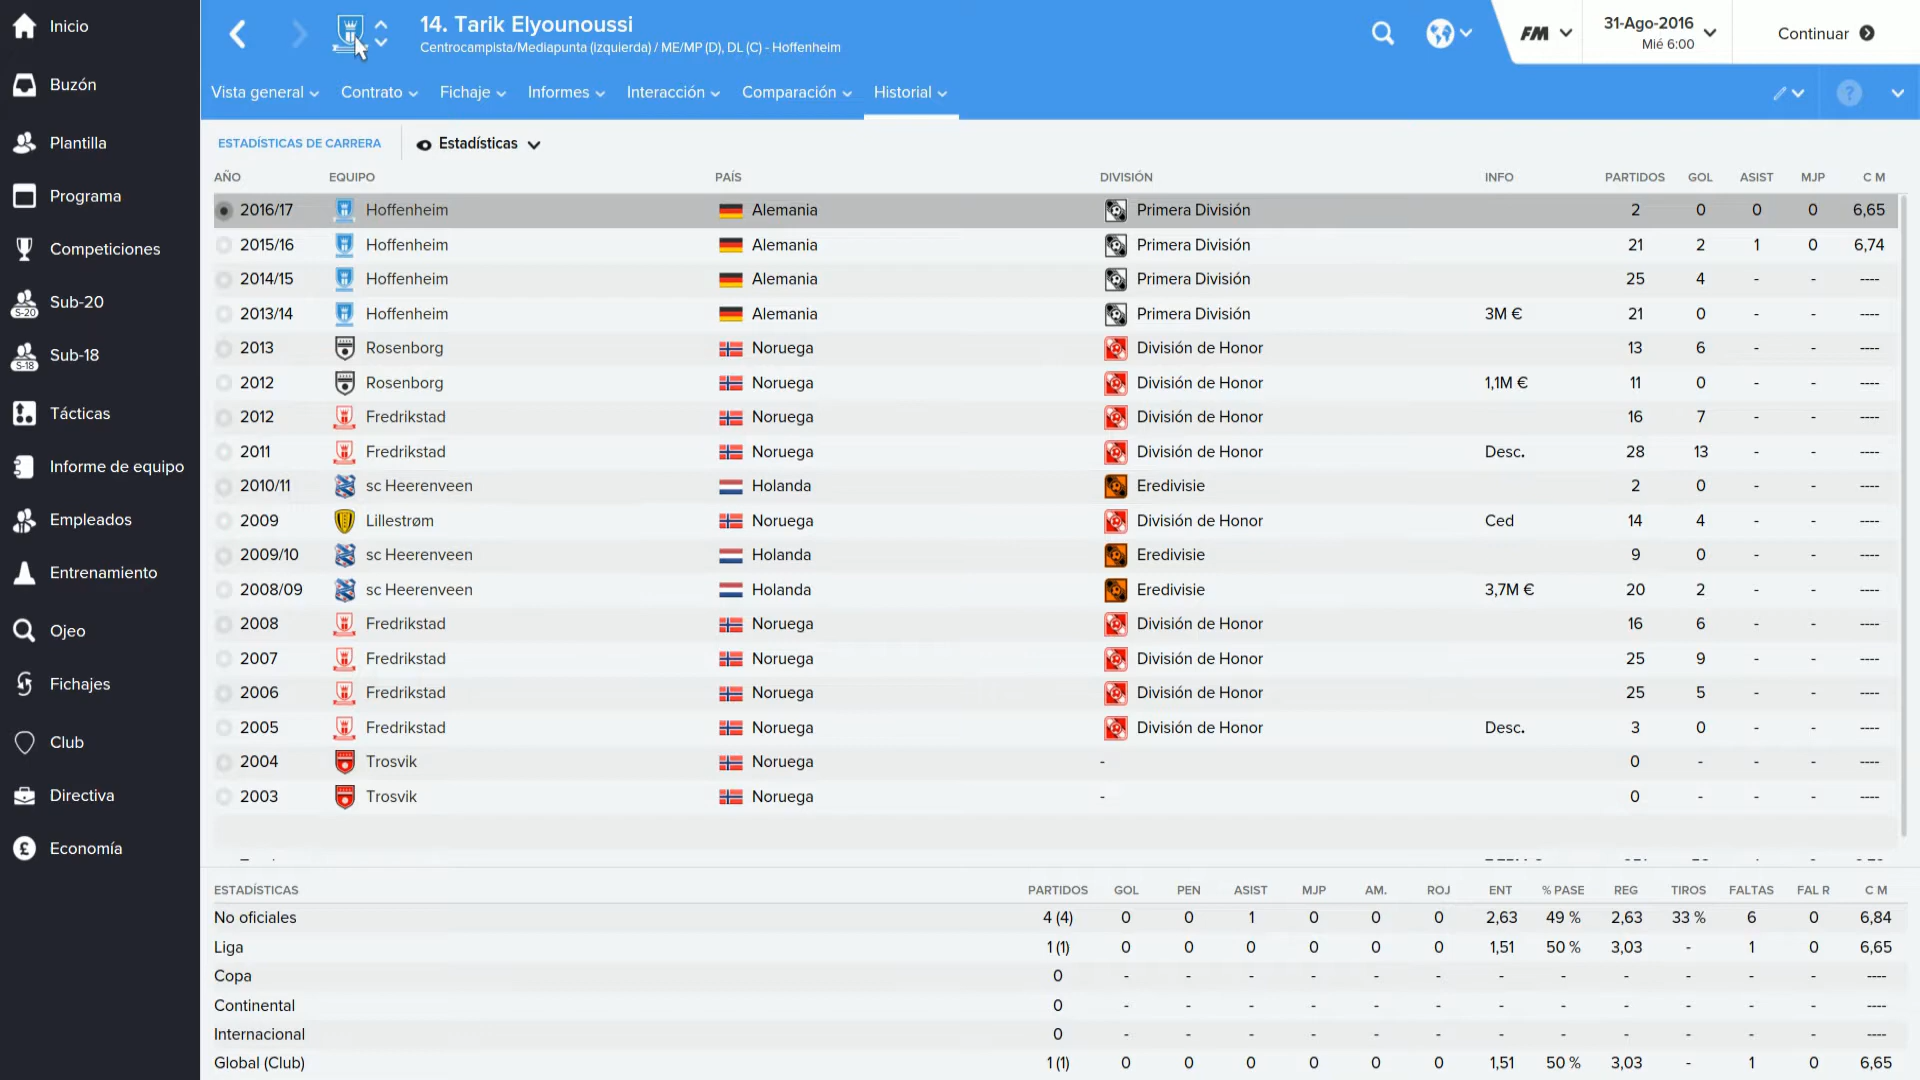 Inicio
Buzón
Plantilla
Programa
Competiciones
S-20 Sub-20
S-18 Sub-18
Tácticas
Informe de equipo
Empleados
Entrenamiento
Ojeo
Fichajes
Club
Directiva
Economía
14. Tarik Elyounoussi
Centrocampista/Mediapunta (Izquierda) / ME/MP (D), DL (C) - Hoffenheim
FM
31-Ago-2016
Mié 6:00
Continuar
Vista general Contrato Fichaje Informes Interacción Comparación Historial ?
ESTADÍSTICAS DE CARRERA Estadísticas
AÑO EQUIPO PAÍS DIVISIÓN INFO PARTIDOS GOL ASIST MJP C M
2016/17 Hoffenheim Alemania Primera División 2 0 0 0 6,65
2015/16 Hoffenheim Alemania Primera División 21 2 1 0 6,74
2014/15 Hoffenheim Alemania Primera División 25 4 - - ----
2013/14 Hoffenheim Alemania Primera División 3M € 21 0 - - ----
2013 Rosenborg Noruega División de Honor 13 6 - - ----
2012 Rosenborg Noruega División de Honor 1,1M € 11 0 - - ----
2012 Fredrikstad Noruega División de Honor 16 7 - - ----
2011 Fredrikstad Noruega División de Honor Desc. 28 13 - - ----
2010/11 sc Heerenveen Holanda Eredivisie 2 0 - - ----
2009 Lillestrøm Noruega División de Honor Ced 14 4 - - ----
2009/10 sc Heerenveen Holanda Eredivisie 9 0 - - ----
2008/09 sc Heerenveen Holanda Eredivisie 3,7M € 20 2 - - ----
2008 Fredrikstad Noruega División de Honor 16 6 - - ----
2007 Fredrikstad Noruega División de Honor 25 9 - - ----
2006 Fredrikstad Noruega División de Honor 25 5 - - ----
2005 Fredrikstad Noruega División de Honor Desc. 3 0 - - ----
2004 Trosvik Noruega - 0 - - - ----
2003 Trosvik Noruega - 0 - - - ----
ESTADÍSTICAS PARTIDOS GOL PEN ASIST MJP AM. ROJ ENT % PASE REG TIROS FALTAS FAL R C M
No oficiales 4 (4) 0 0 1 0 0 0 2,63 49 % 2,63 33 % 6 0 6,84
Liga 1 (1) 0 0 0 0 0 0 1,51 50 % 3,03 - 1 0 6,65
Copa 0 - - - - - - - - - - - - ----
Continental 0 - - - - - - - - - - - - ----
Internacional 0 - - - - - - - - - - - - ----
Global (Club) 1 (1) 0 0 0 0 0 0 1,51 50 % 3,03 - 1 0 6,65